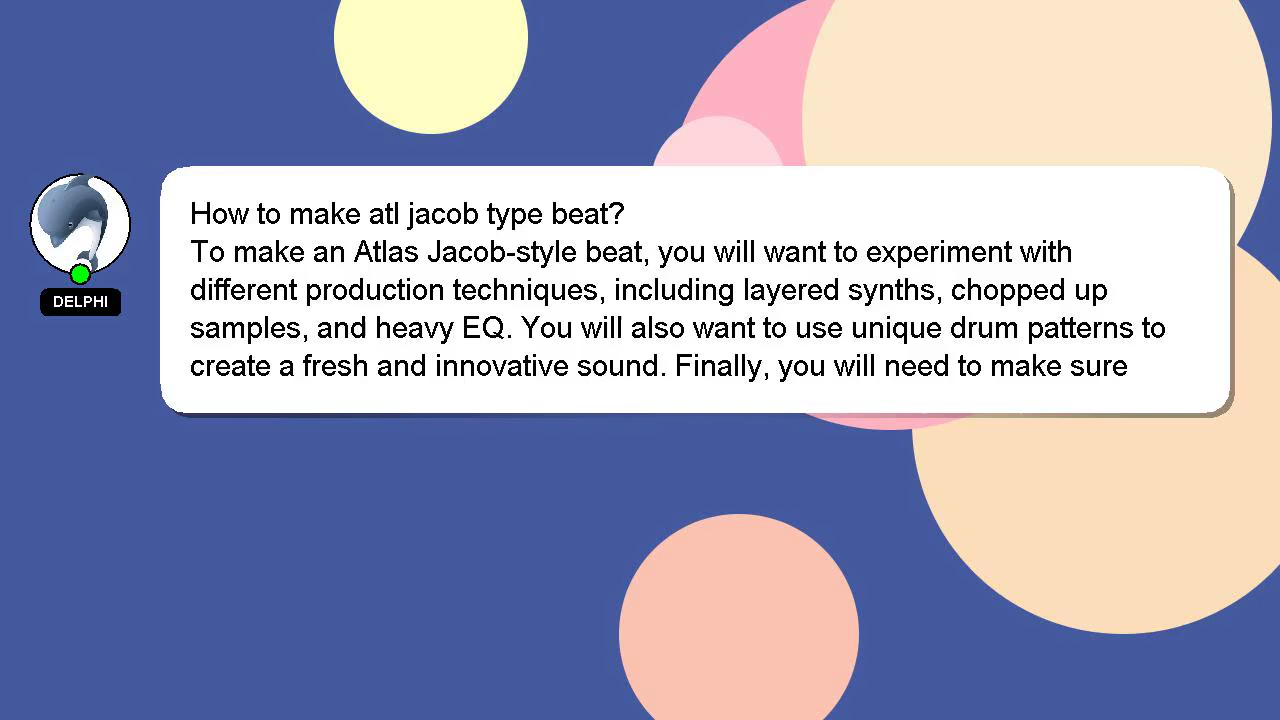 How to make atl jacob type beat?
To make an Atlas Jacob-style beat, you will want to experiment with
different production techniques, including layered synths, chopped up
samples, and heavy EQ. You will also want to use unique drum patterns to
create a fresh and innovative sound. Finally, you will need to make sure
DELPHI